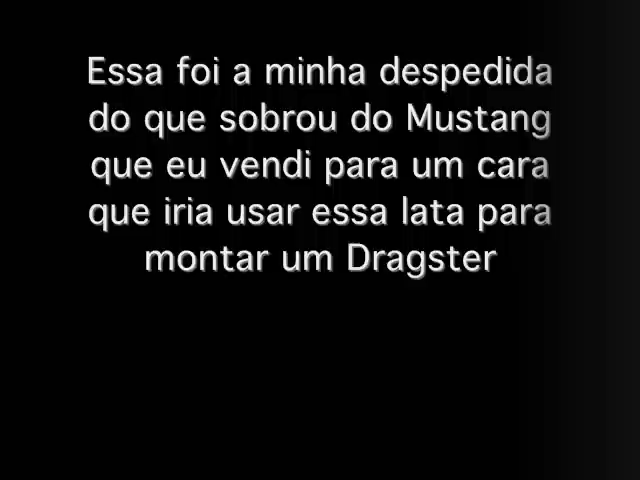 Essa foi a minha despedida
do que sobrou do Mustang
que eu vendi para um cara
que iria usar essa lata para
montar um Dragster